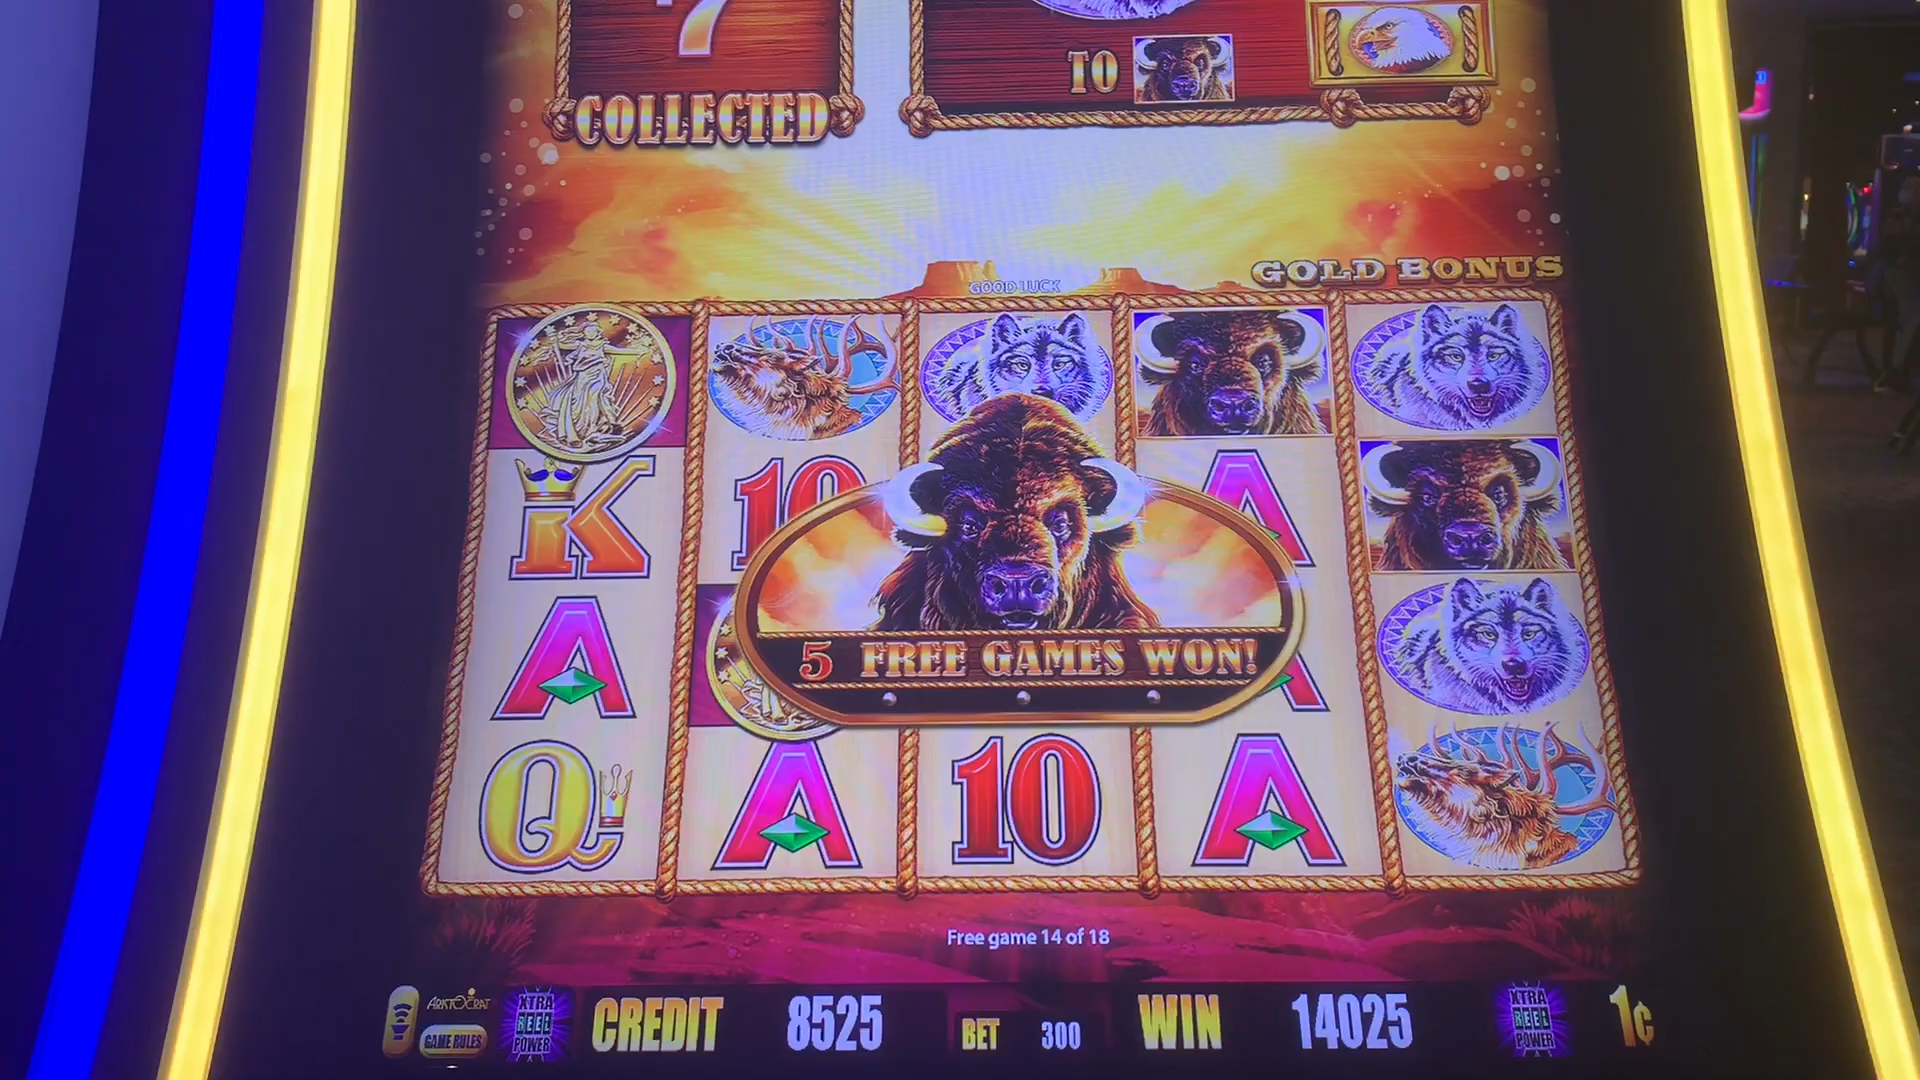 7
COLLECTED
TO
GOOD LUCK
GOLD BONUS
K
10
A
A
5 FREE GAMES WON!
Q
A
10
A
Free game 14 of 18
ARISTOCRAT
GAME RULES
XTRA
REEL
POWER
CREDIT 8525
BET 300
WIN 14025
XTRA
REEL
POWER
1¢